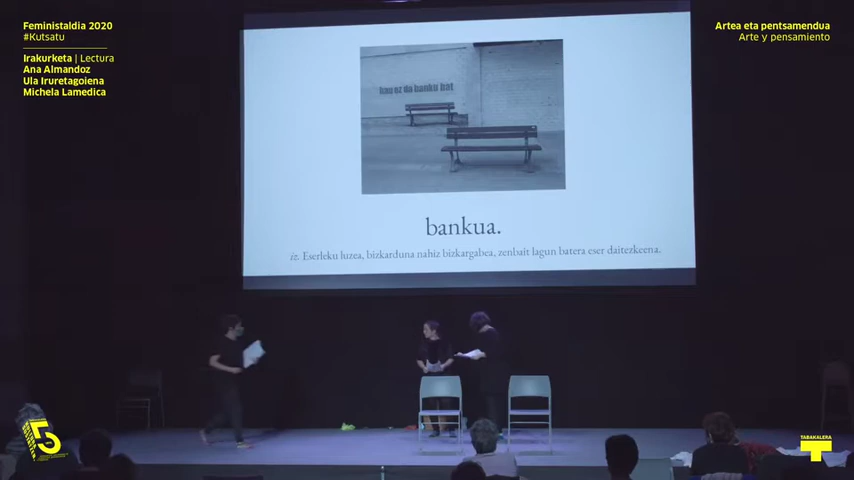 Feministaldia 2020
#Kutsatu
Irakurketa | Lectura
Ana Almandoz
Ula Iruretagoiena
Michela Lamedica
Artea eta pentsamendua
Arte y pensamiento
hau ez da banku bat
bankua.
iz. Eserleku luzea, bizkarduna nahiz bizkargabea, zenbait lagun batera eser daitezkeena.
TABAKALERA